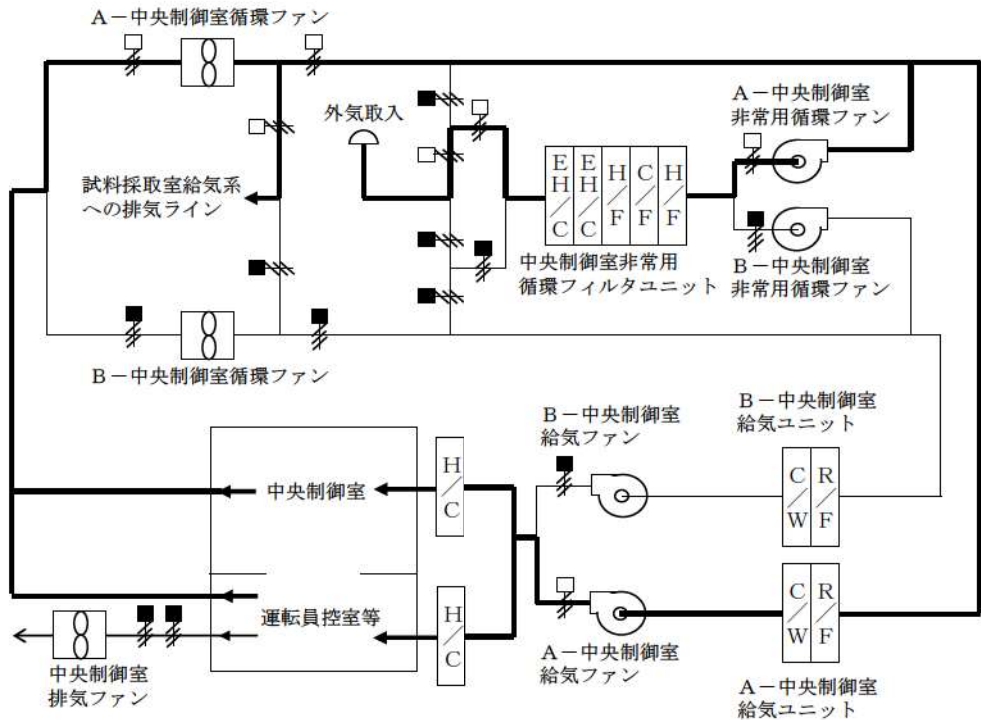 A-中央制御室循環ファン
外気取入
A-中央制御室
非常用循環ファン
試料採取室給気系
への排気ライン
EH/C
EH/C
H/F
C/F
H/F
中央制御室非常用
循環フィルタユニット
B-中央制御室
非常用循環ファン
B-中央制御室循環ファン
B-中央制御室
給気ファン
B-中央制御室
給気ユニット
中央制御室
H/C
C/W
R/F
運転員控室等
H/C
C/W
R/F
中央制御室
排気ファン
A-中央制御室
給気ファン
A-中央制御室
給気ユニット